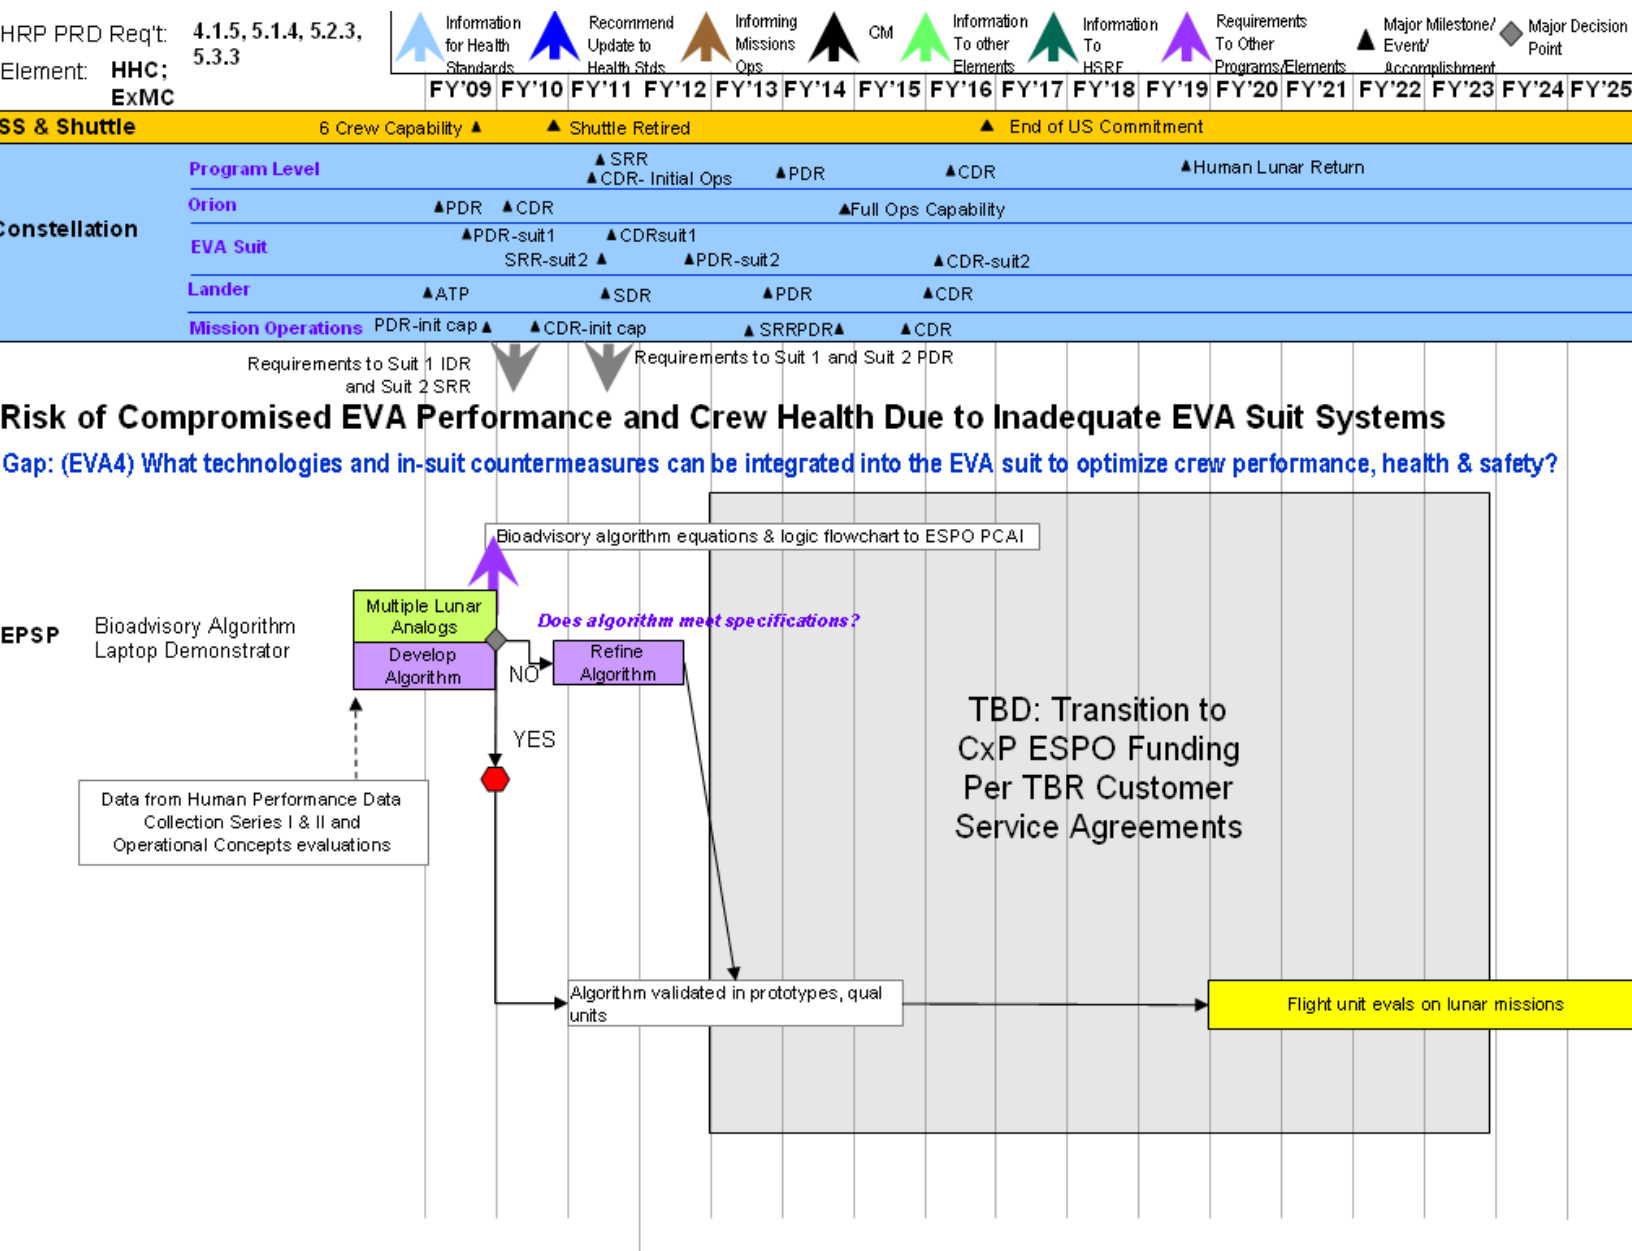 HRP PRD Req't: 4.1.5, 5.1.4, 5.2.3,
5.3.3
Element: HHC;
ExMC
Information
for Health
Standards
Recommend
Update to
Health Stds
Informing
Missions
Ops
CM
Information
To other
Elements
Information
To
HSRF
Requirements
To Other
Programs/Elements
Major Milestone/
Event/
Accomplishment
Major Decision
Point
FY'09 FY'10 FY'11 FY'12 FY'13 FY'14 FY'15 FY'16 FY'17 FY'18 FY'19 FY'20 FY'21 FY'22 FY'23 FY'24 FY'25
SS & Shuttle 6 Crew Capability Shuttle Retired End of US Commitment
Constellation
Program Level
SRR
CDR- Initial Ops PDR CDR Human Lunar Return
Orion PDR CDR Full Ops Capability
EVA Suit
PDR-suit1 CDRsuit1
SRR-suit2 PDR-suit2 CDR-suit2
Lander ATP SDR PDR CDR
Mission Operations PDR-init cap CDR-init cap SRR PDR CDR
Requirements to Suit 1 IDR
and Suit 2 SRR
Requirements to Suit 1 and Suit 2 PDR
Risk of Compromised EVA Performance and Crew Health Due to Inadequate EVA Suit Systems
Gap: (EVA4) What technologies and in-suit countermeasures can be integrated into the EVA suit to optimize crew performance, health & safety?
Bioadvisory algorithm equations & logic flowchart to ESPO PCAI
EPSP
Bioadvisory Algorithm
Laptop Demonstrator
Multiple Lunar
Analogs
Develop
Algorithm
Does algorithm meet specifications?
NO
Refine
Algorithm
YES
Data from Human Performance Data
Collection Series I & II and
Operational Concepts evaluations
TBD: Transition to
CxP ESPO Funding
Per TBR Customer
Service Agreements
Algorithm validated in prototypes, qual
units
Flight unit evals on lunar missions